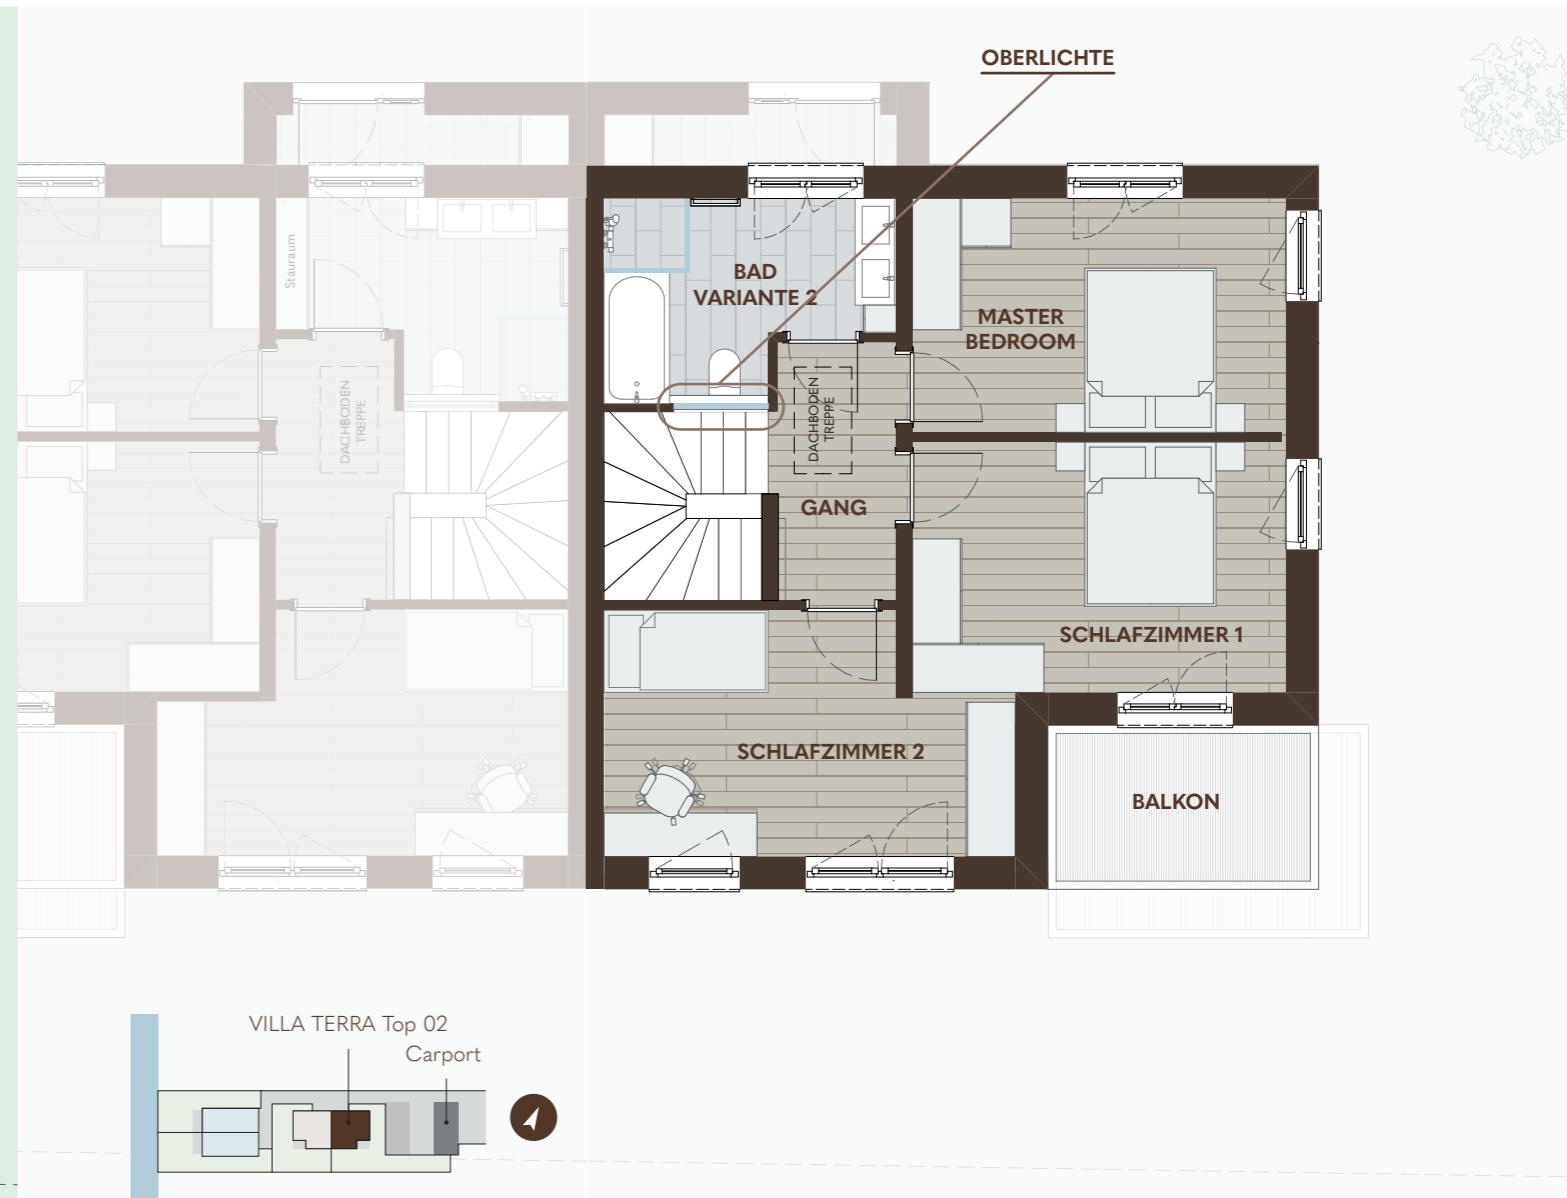 OBERLICHTE
Stauraum
BAD
VARIANTE 2
MASTER
BEDROOM
DACHBODEN
TREPPE
DACHBODEN
TREPPE
GANG
SCHLAFZIMMER 1
SCHLAFZIMMER 2
BALKON
VILLA TERRA Top 02
Carport